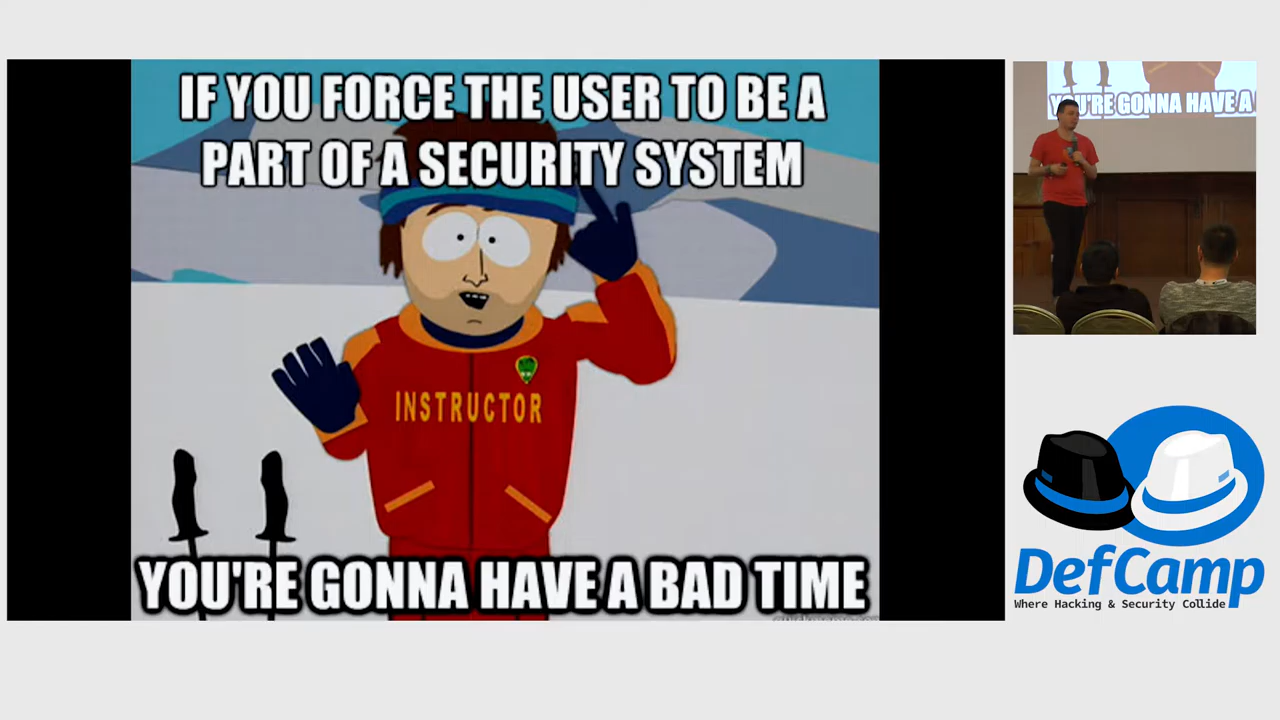 IF YOU FORCE THE USER TO BE A
PART OF A SECURITY SYSTEM
INSTRUCTOR
YOU'RE GONNA HAVE A BAD TIME
YOU'RE GONNA HAVE A
DefCamp
Where Hacking & Security Collide